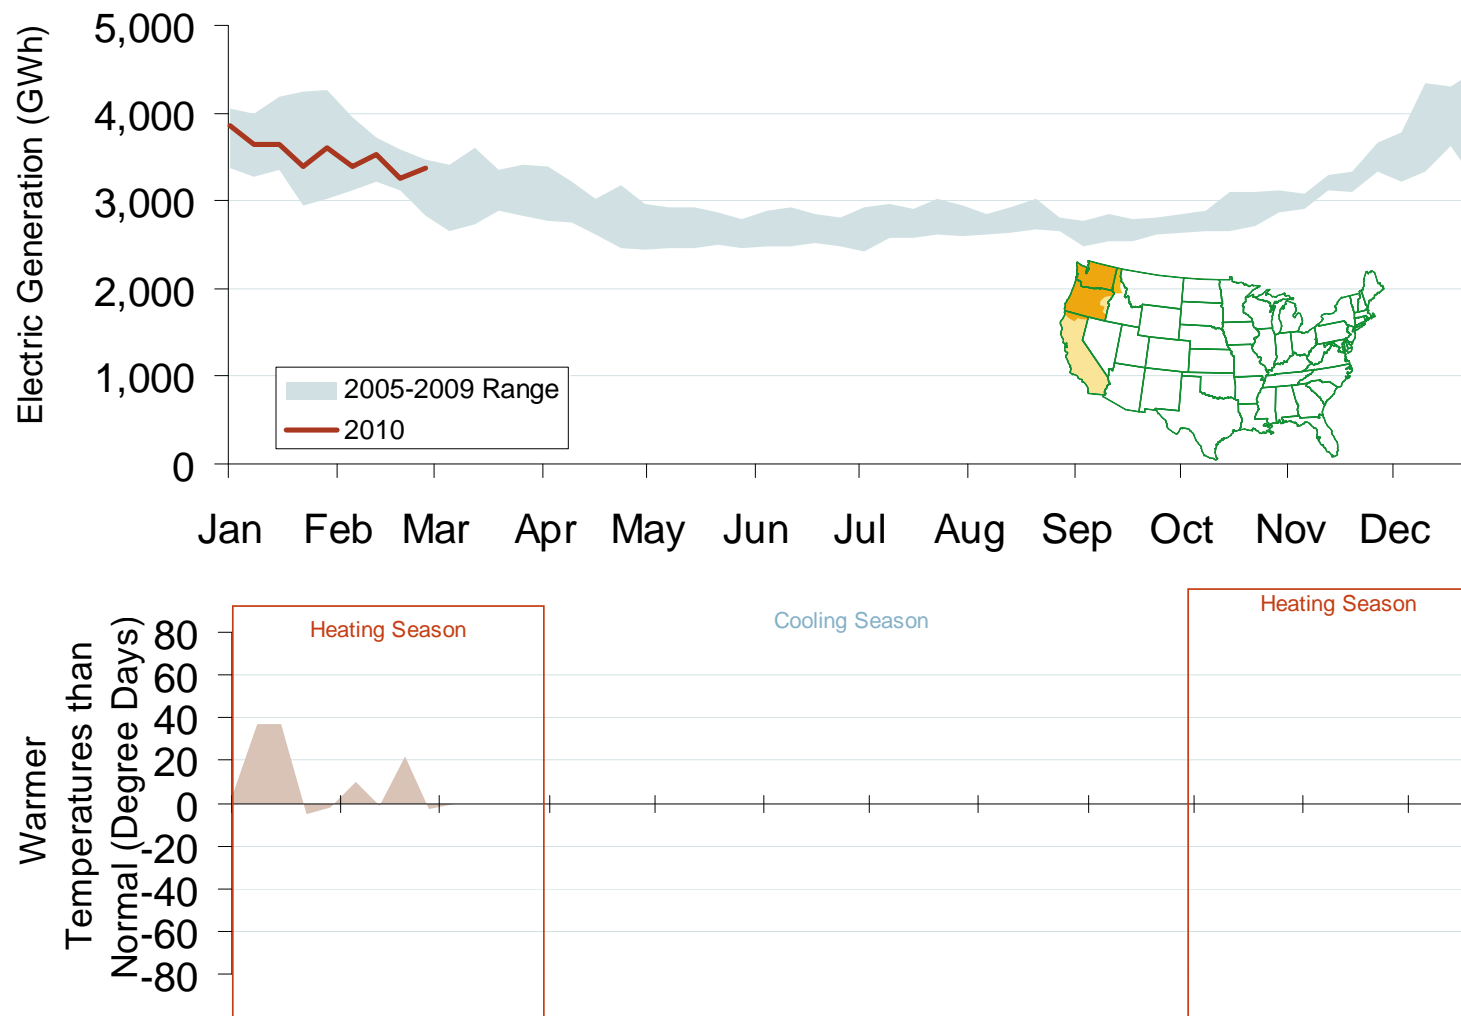 Electric Generation (GWh)
5,000
4,000
3,000
2,000
1,000
0
2005-2009 Range
2010
Jan Feb Mar Apr May Jun Jul Aug Sep Oct Nov Dec
Warmer
Temperatures than
Normal (Degree Days)
80
60
40
20
0
-20
-40
-60
-80
Heating Season
Cooling Season
Heating Season